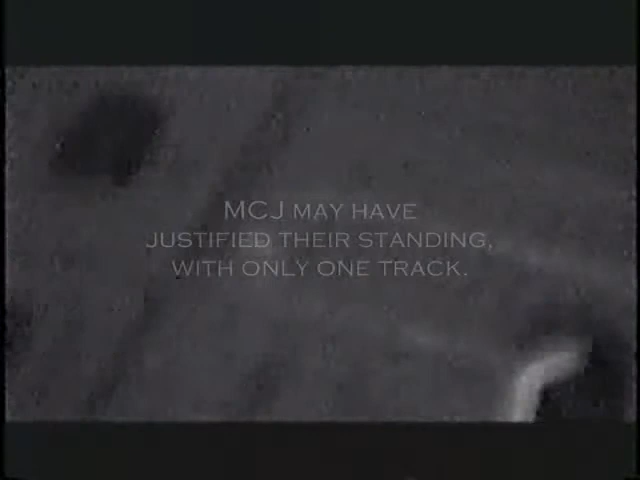 MCJ MAY HAVE
JUSTIFIED THEIR STANDING,
WITH ONLY ONE TRACK.